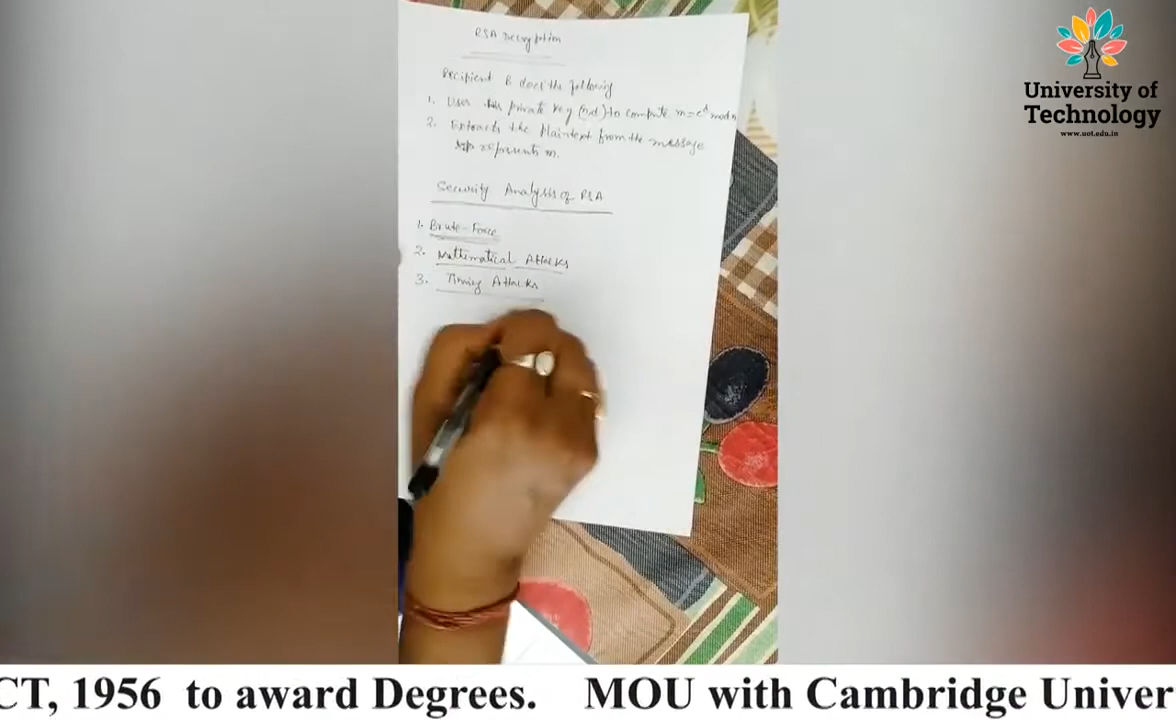 RSA Decryption
Recipient B does the following
1. Uses his private key (n,d) to compute m = c^d mod n
2. Extracts the plaintext from the message
represents m.
Security Analysis of RSA
1. Brute-Force
2. Mathematical Attacks
3. Timing Attacks
University of
Technology
www.uot.edu.in
CT, 1956 to award Degrees. MOU with Cambridge Univer